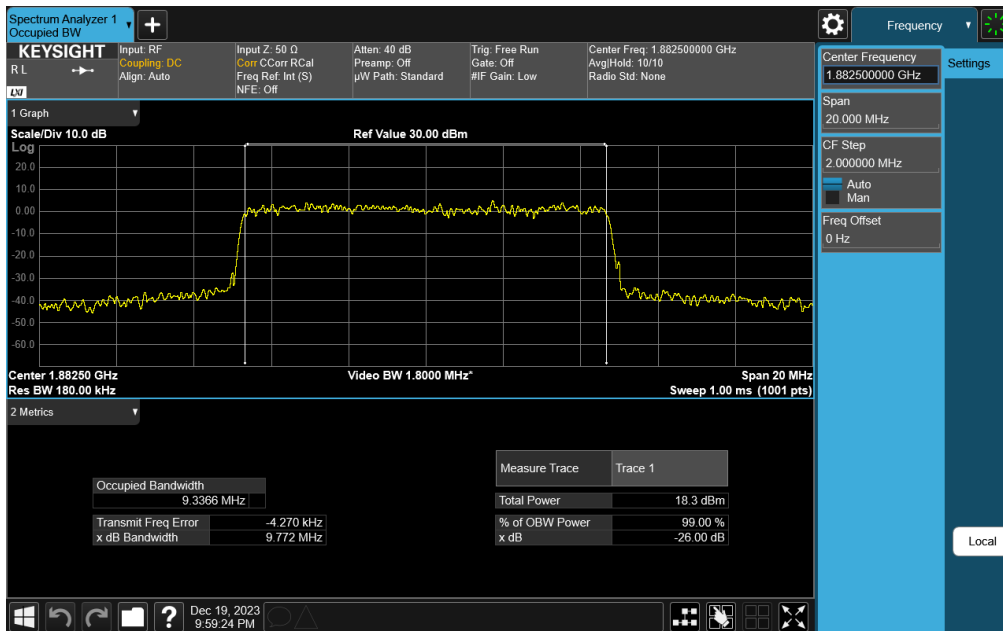 Spectrum Analyzer 1
Occupied BW
Frequency
KEYSIGHT
R L
LXI
Input: RF
Coupling: DC
Align: Auto
Input Z: 50 Ω
Corr CCorr RCal
Freq Ref: Int (S)
NFE: Off
Atten: 40 dB
Preamp: Off
µW Path: Standard
Trig: Free Run
Gate: Off
#IF Gain: Low
Center Freq: 1.882500000 GHz
Avg|Hold: 10/10
Radio Std: None
Center Frequency
1.882500000 GHz
Settings
Span
20.000 MHz
CF Step
2.000000 MHz
Auto
Man
Freq Offset
0 Hz
Local
1 Graph
Scale/Div 10.0 dB
Ref Value 30.00 dBm
Log
20.0
10.0
0.00
-10.0
-20.0
-30.0
-40.0
-50.0
-60.0
Center 1.88250 GHz
Video BW 1.8000 MHz*
Span 20 MHz
Res BW 180.00 kHz
Sweep 1.00 ms (1001 pts)
2 Metrics
Measure Trace Trace 1
Occupied Bandwidth
9.3366 MHz
Total Power 18.3 dBm
Transmit Freq Error -4.270 kHz
% of OBW Power 99.00 %
x dB Bandwidth 9.772 MHz
x dB -26.00 dB
Dec 19, 2023
9:59:24 PM